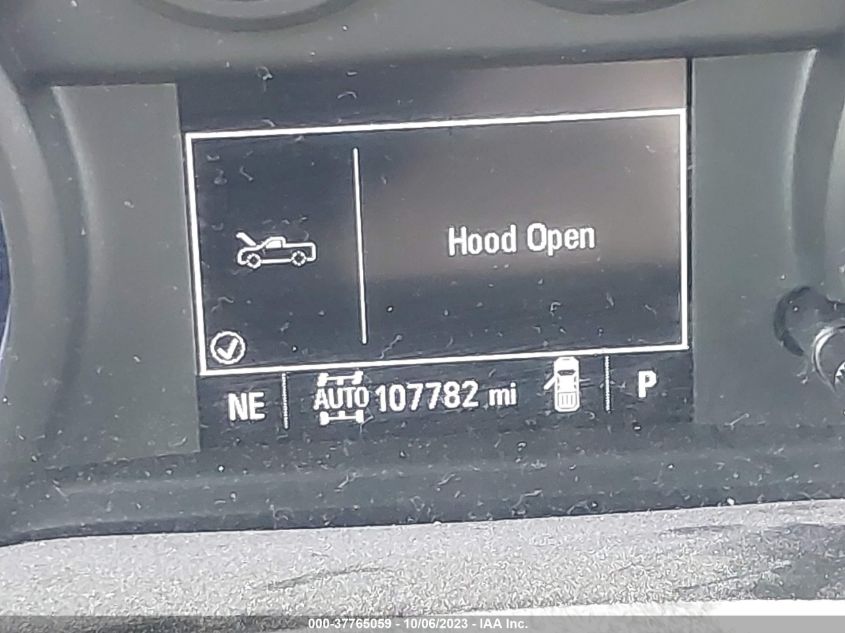 Hood Open
NE AUTO 107782 mi P
000-37765059 - 10/06/2023 - IAA Inc.